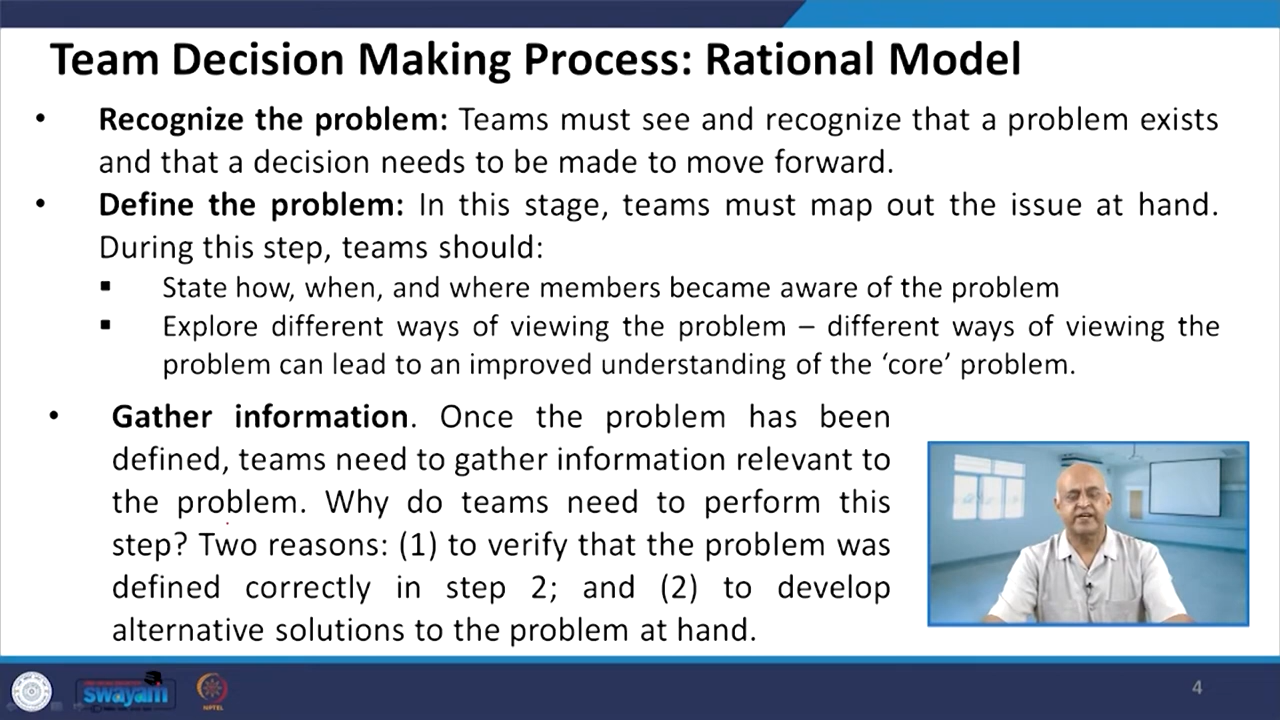 Team Decision Making Process: Rational Model
• Recognize the problem: Teams must see and recognize that a problem exists
and that a decision needs to be made to move forward.
• Define the problem: In this stage, teams must map out the issue at hand.
During this step, teams should:
▪ State how, when, and where members became aware of the problem
▪ Explore different ways of viewing the problem – different ways of viewing the
problem can lead to an improved understanding of the ‘core’ problem.
• Gather information. Once the problem has been
defined, teams need to gather information relevant to
the problem. Why do teams need to perform this
step? Two reasons: (1) to verify that the problem was
defined correctly in step 2; and (2) to develop
alternative solutions to the problem at hand.
swayam
NPTEL
4